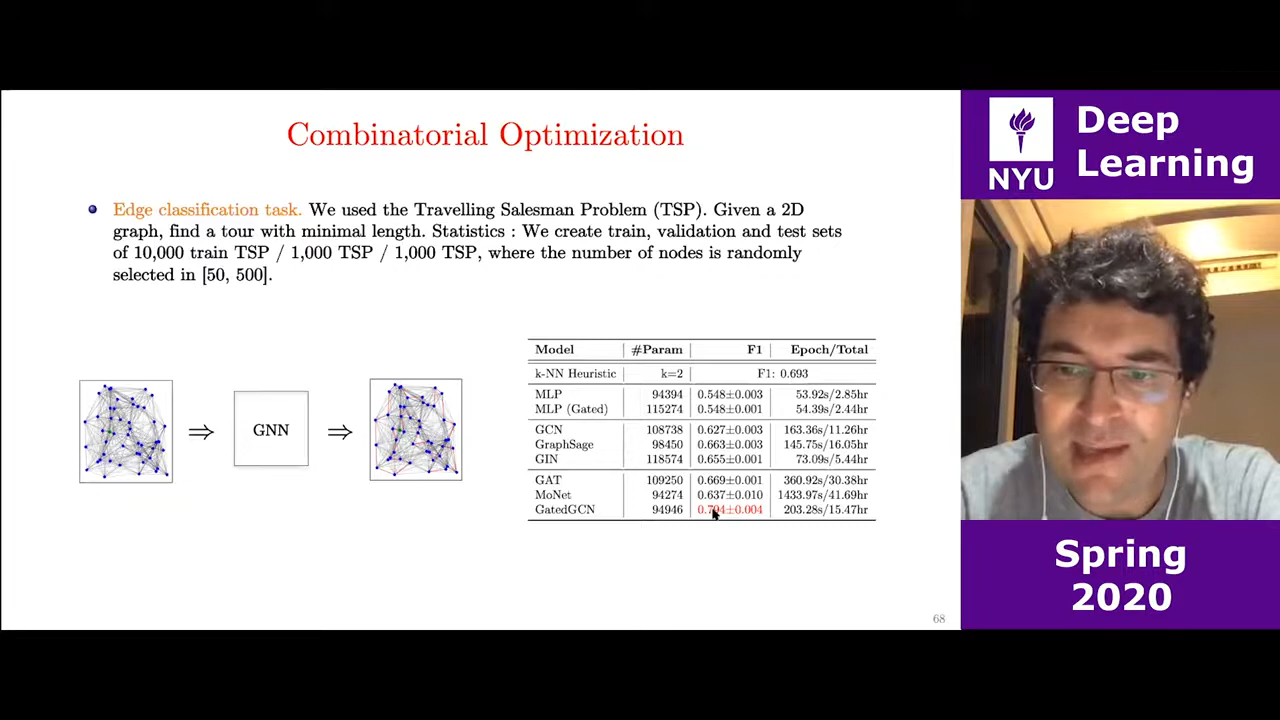 Combinatorial Optimization
Edge classification task. We used the Travelling Salesman Problem (TSP). Given a 2D
graph, find a tour with minimal length. Statistics : We create train, validation and test sets
of 10,000 train TSP / 1,000 TSP / 1,000 TSP, where the number of nodes is randomly
selected in [50, 500].
⇒ GNN ⇒
Model #Param F1 Epoch/Total
k-NN Heuristic k=2 F1: 0.693
MLP 94394 0.548±0.003 53.92s/2.85hr
MLP (Gated) 115274 0.548±0.001 54.39s/2.44hr
GCN 108738 0.627±0.003 163.36s/11.26hr
GraphSage 98450 0.663±0.003 145.75s/16.05hr
GIN 118574 0.655±0.001 73.09s/5.44hr
GAT 109250 0.669±0.001 360.92s/30.38hr
MoNet 94274 0.637±0.010 1433.97s/41.69hr
GatedGCN 94946 0.794±0.004 203.28s/15.47hr
68
NYU
Deep
Learning
Spring
2020